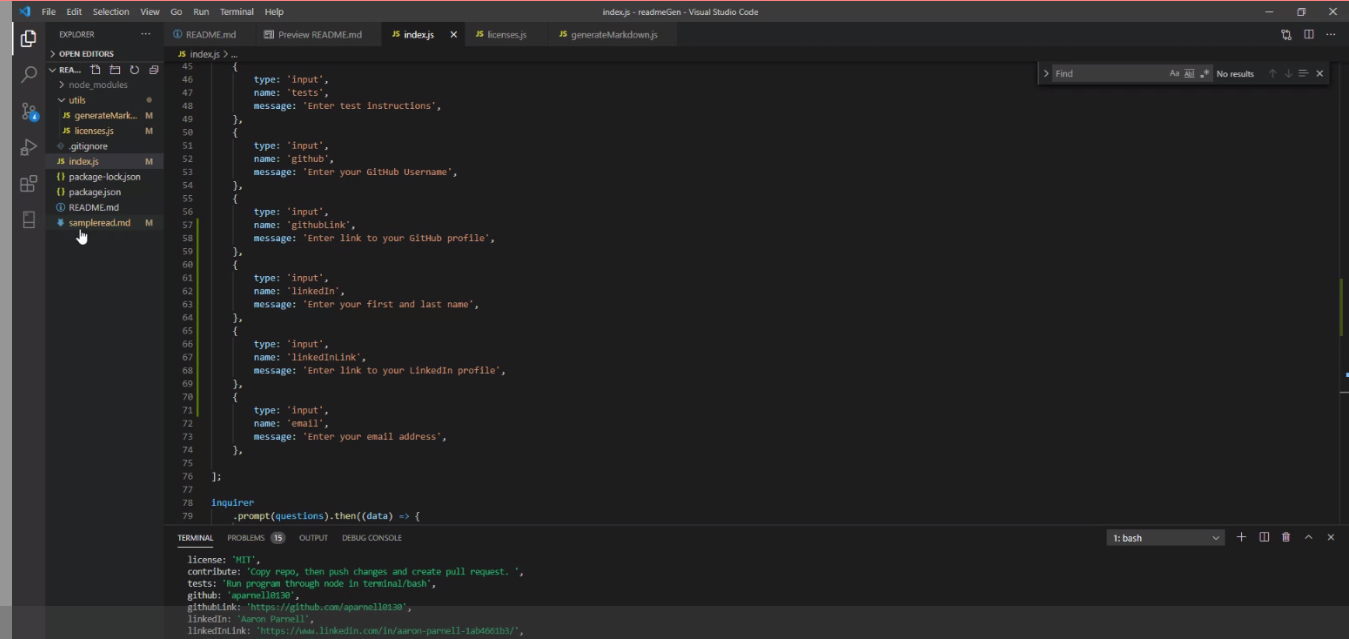 File Edit Selection View Go Run Terminal Help
index.js - readmeGen - Visual Studio Code
EXPLORER
OPEN EDITORS
REA...
node_modules
utils
JS generateMark... M
JS licenses.js M
.gitignore
JS index.js M
{} package-lock.json
{} package.json
README.md
sampleread.md M
4
README.md
Preview README.md
JS index.js
JS licenses.js
JS generateMarkdown.js
JS index.js > ...
Find
Aa Ab| .* No results
45 {
46 type: 'input',
47 name: 'tests',
48 message: 'Enter test instructions',
49 },
50 {
51 type: 'input',
52 name: 'github',
53 message: 'Enter your GitHub Username',
54 },
55 {
56 type: 'input',
57 name: 'githubLink',
58 message: 'Enter link to your GitHub profile',
59 },
60 {
61 type: 'input',
62 name: 'linkedIn',
63 message: 'Enter your first and last name',
64 },
65 {
66 type: 'input',
67 name: 'linkedInLink',
68 message: 'Enter link to your LinkedIn profile',
69 },
70 {
71 type: 'input',
72 name: 'email',
73 message: 'Enter your email address',
74 },
75
76 ];
77
78 inquirer
79 .prompt(questions).then((data) => {
TERMINAL PROBLEMS 15 OUTPUT DEBUG CONSOLE
1: bash
license: 'MIT',
contribute: 'Copy repo, then push changes and create pull request. ',
tests: 'Run program through node in terminal/bash',
github: 'aparnell0130',
githubLink: 'https://github.com/aparnell0130',
linkedIn: 'Aaron Parnell',
linkedInLink: 'https://www.linkedin.com/in/aaron-parnell-1ab4661b3/',